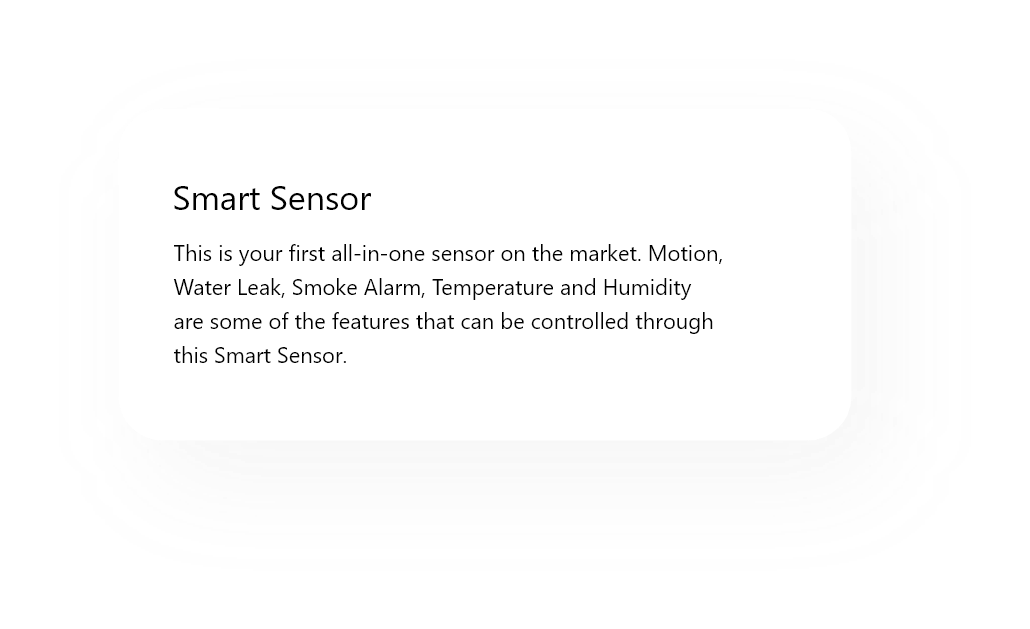 Smart Sensor
This is your first all-in-one sensor on the market. Motion,
Water Leak, Smoke Alarm, Temperature and Humidity
are some of the features that can be controlled through
this Smart Sensor.